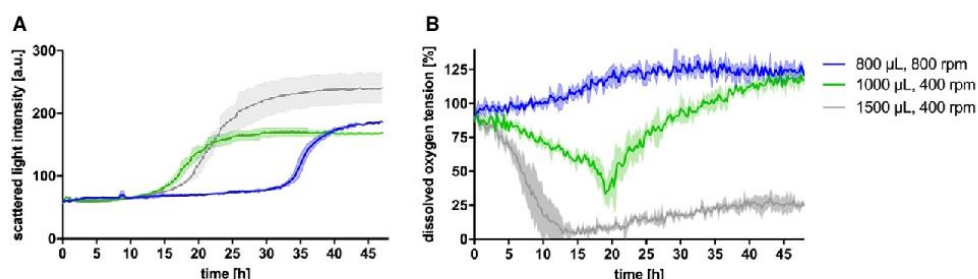 A
scattered light intensity [a.u.]
300
200
100
0
0 5 10 15 20 25 30 35 40 45
time [h]
B
dissolved oxygen tension [%]
125
100
75
50
25
0
0 5 10 15 20 25 30 35 40 45
time [h]
800 µL, 800 rpm
1000 µL, 400 rpm
1500 µL, 400 rpm